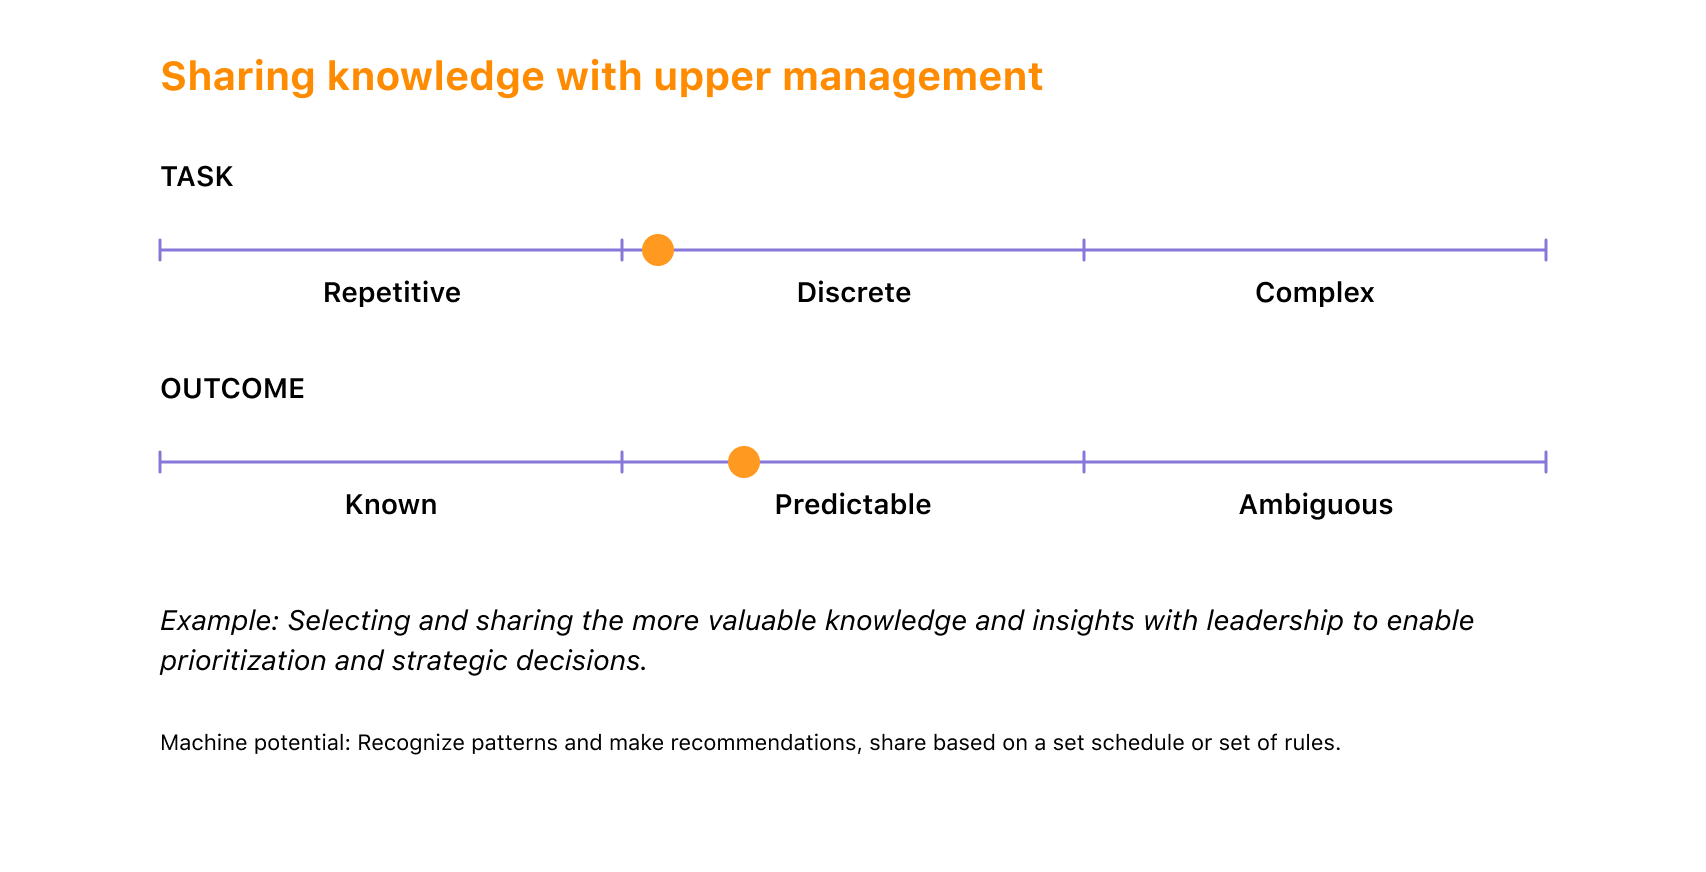 Sharing knowledge with upper management
TASK
Repetitive Discrete Complex
OUTCOME
Known Predictable Ambiguous
Example: Selecting and sharing the more valuable knowledge and insights with leadership to enable
prioritization and strategic decisions.
Machine potential: Recognize patterns and make recommendations, share based on a set schedule or set of rules.